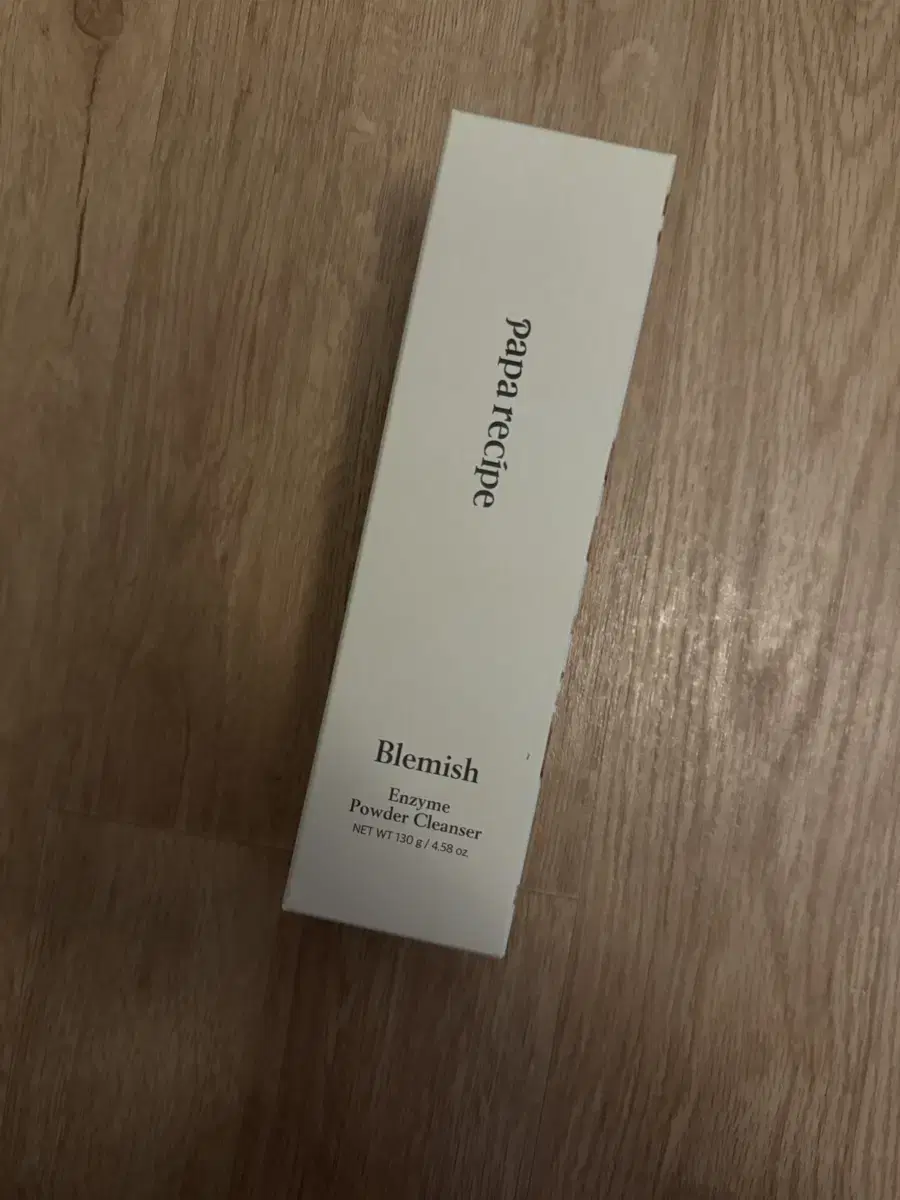 Papa recipe
Blemish
Enzyme
Powder Cleanser
NET WT 130 g / 4.58 oz.